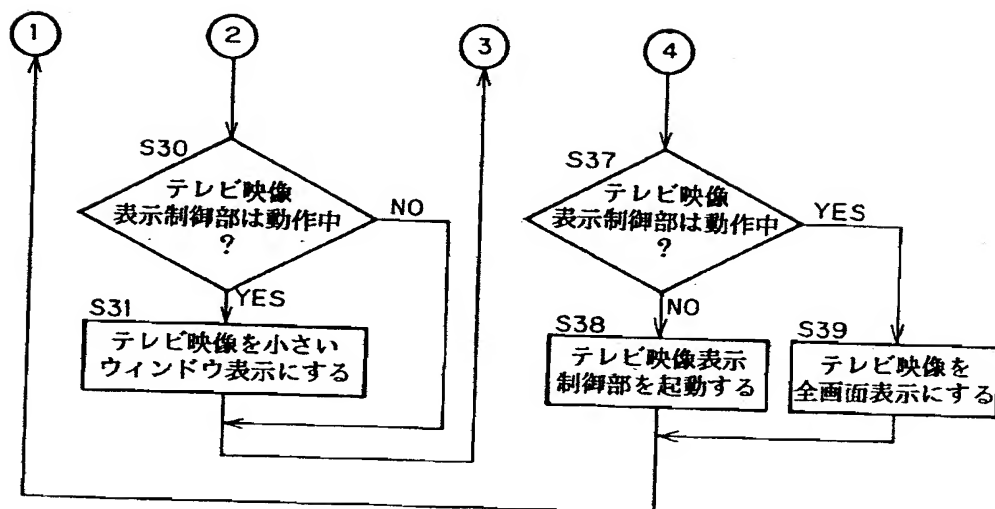 1
2
3
4
S30
テレビ映像
表示制御部は動作中
?
NO
YES
S31
テレビ映像を小さい
ウィンドウ表示にする
S37
テレビ映像
表示制御部は動作中
?
YES
NO
S38
テレビ映像表示
制御部を起動する
S39
テレビ映像を
全画面表示にする